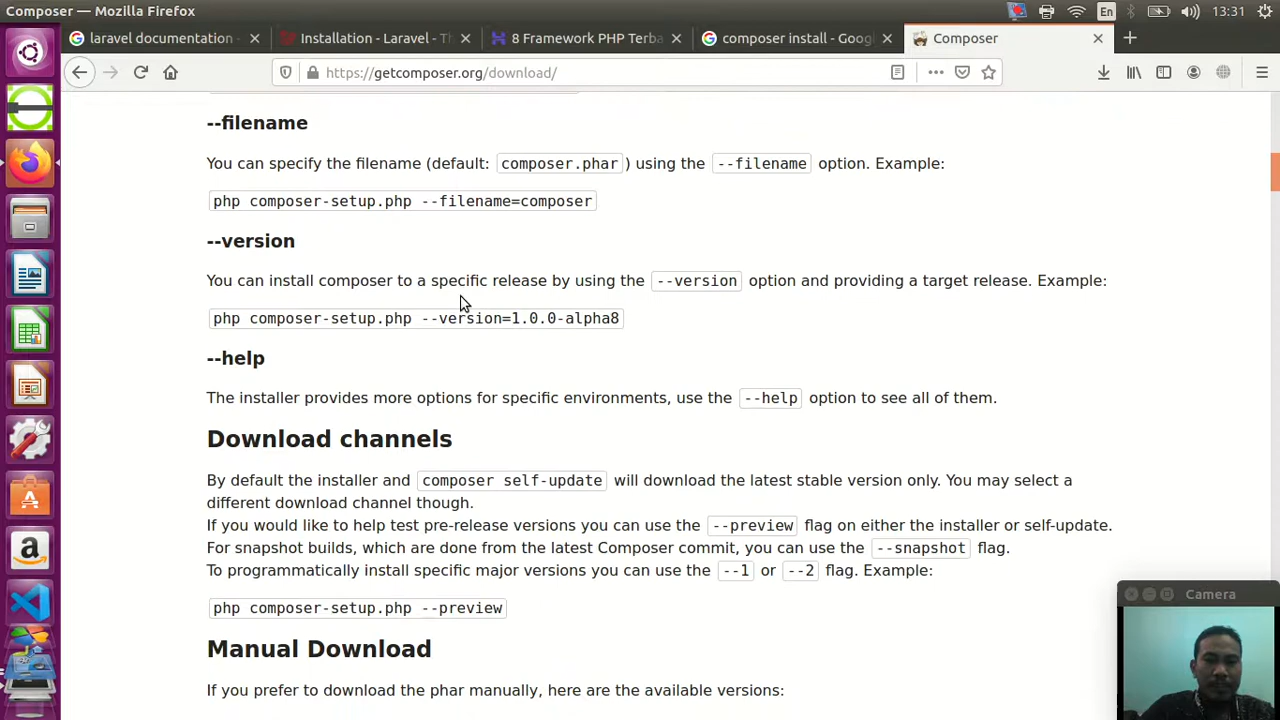 Composer — Mozilla Firefox
En
13:31
laravel documentation -
Installation - Laravel - Th
8 Framework PHP Terba
composer install - Goog
Composer
https://getcomposer.org/download/
--filename
You can specify the filename (default: composer.phar) using the --filename option. Example:
php composer-setup.php --filename=composer
--version
You can install composer to a specific release by using the --version option and providing a target release. Example:
php composer-setup.php --version=1.0.0-alpha8
--help
The installer provides more options for specific environments, use the --help option to see all of them.
Download channels
By default the installer and composer self-update will download the latest stable version only. You may select a
different download channel though.
If you would like to help test pre-release versions you can use the --preview flag on either the installer or self-update.
For snapshot builds, which are done from the latest Composer commit, you can use the --snapshot flag.
To programmatically install specific major versions you can use the --1 or --2 flag. Example:
php composer-setup.php --preview
Manual Download
If you prefer to download the phar manually, here are the available versions:
Camera